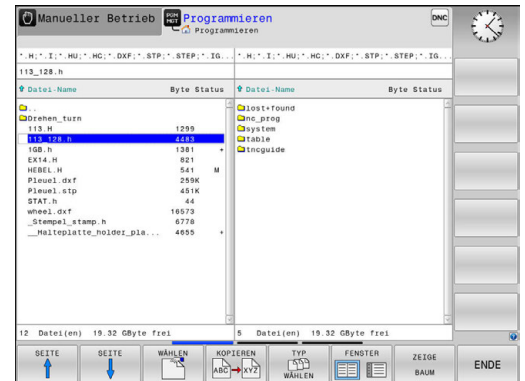 Manueller Betrieb
PGM MGT
Programmieren
Programmieren
DNC
*.H;*.I;*.HU;*.HC;*.DXF;*.STP;*.STEP;*.IG...
*.H;*.I;*.HU;*.HC;*.DXF;*.STP;*.STEP;*.IG...
113_128.h
Datei-Name Byte Status
..
Drehen_turn
113.H 1299
113_128.h 4483
1GB.h 1381 +
EX14.H 821
HEBEL.H 541 M
Pleuel.dxf 259K
Pleuel.stp 451K
STAT.h 44
wheel.dxf 16573
_Stempel_stamp.h 6778
__Halteplatte_holder_pla... 4655 +
12 Datei(en) 19.32 GByte frei
Datei-Name Byte Status
lost+found
nc_prog
system
table
tncguide
5 Datei(en) 19.32 GByte frei
SEITE
SEITE
WÄHLEN
KOPIEREN
ABC XYZ
TYP
WÄHLEN
FENSTER
ZEIGE
BAUM
ENDE